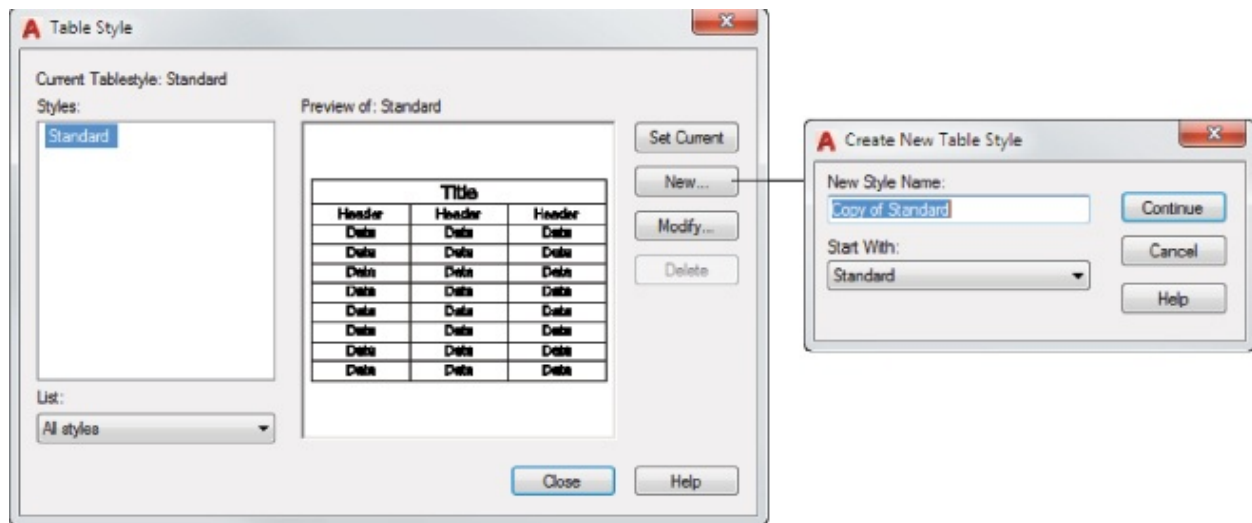 Table Style
Current Tablestyle: Standard
Styles:
Standard
List:
All styles
Preview of: Standard
Title
Header Header Header
Data Data Data
Data Data Data
Data Data Data
Data Data Data
Data Data Data
Data Data Data
Data Data Data
Data Data Data
Set Current
New...
Modify...
Delete
Close
Help
Create New Table Style
New Style Name:
Copy of Standard
Start With:
Standard
Continue
Cancel
Help